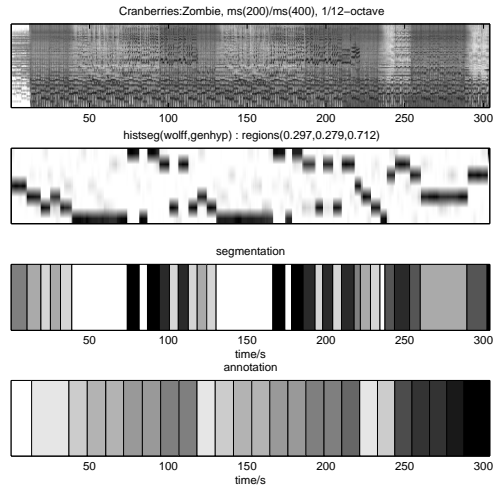 Cranberries:Zombie, ms(200)/ms(400), 1/12−octave
50 100 150 200 250 300
histseg(wolff,genhyp) : regions(0.297,0.279,0.712)
segmentation
50 100 150 200 250 300
time/s
annotation
50 100 150 200 250 300
time/s